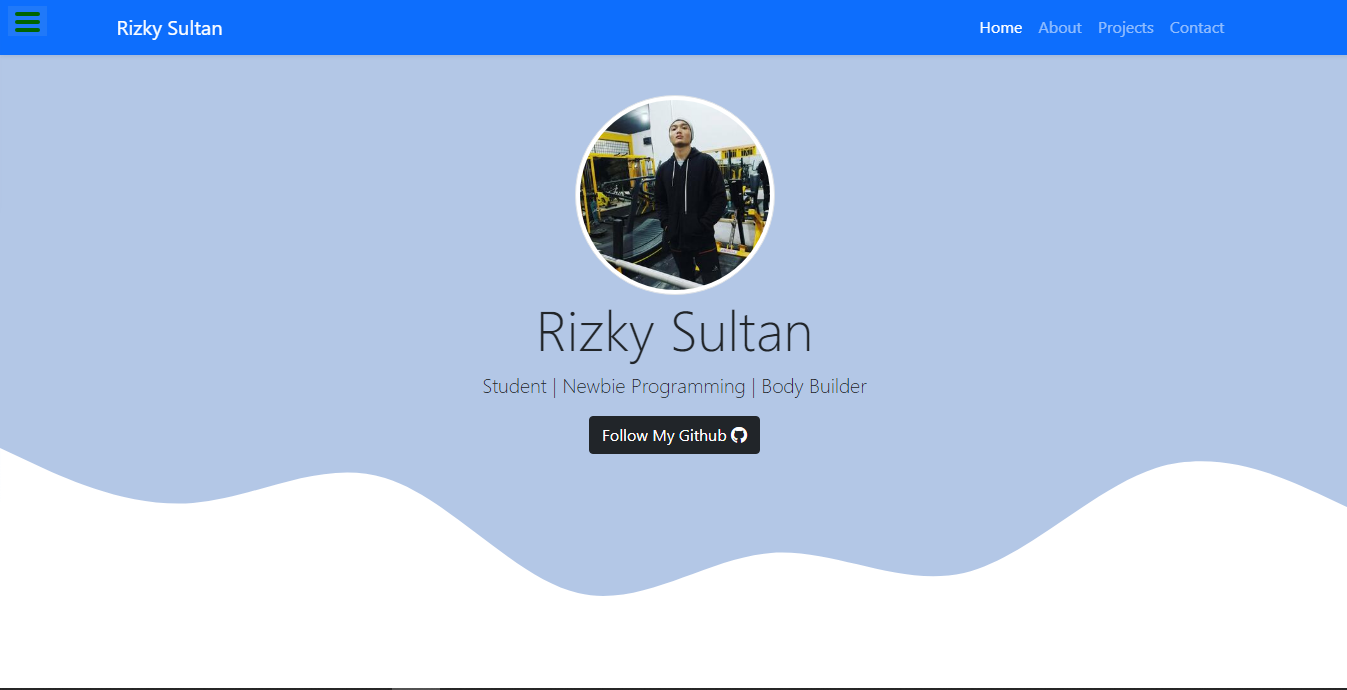 Rizky Sultan
Home About Projects Contact
Rizky Sultan
Student | Newbie Programming | Body Builder
Follow My Github